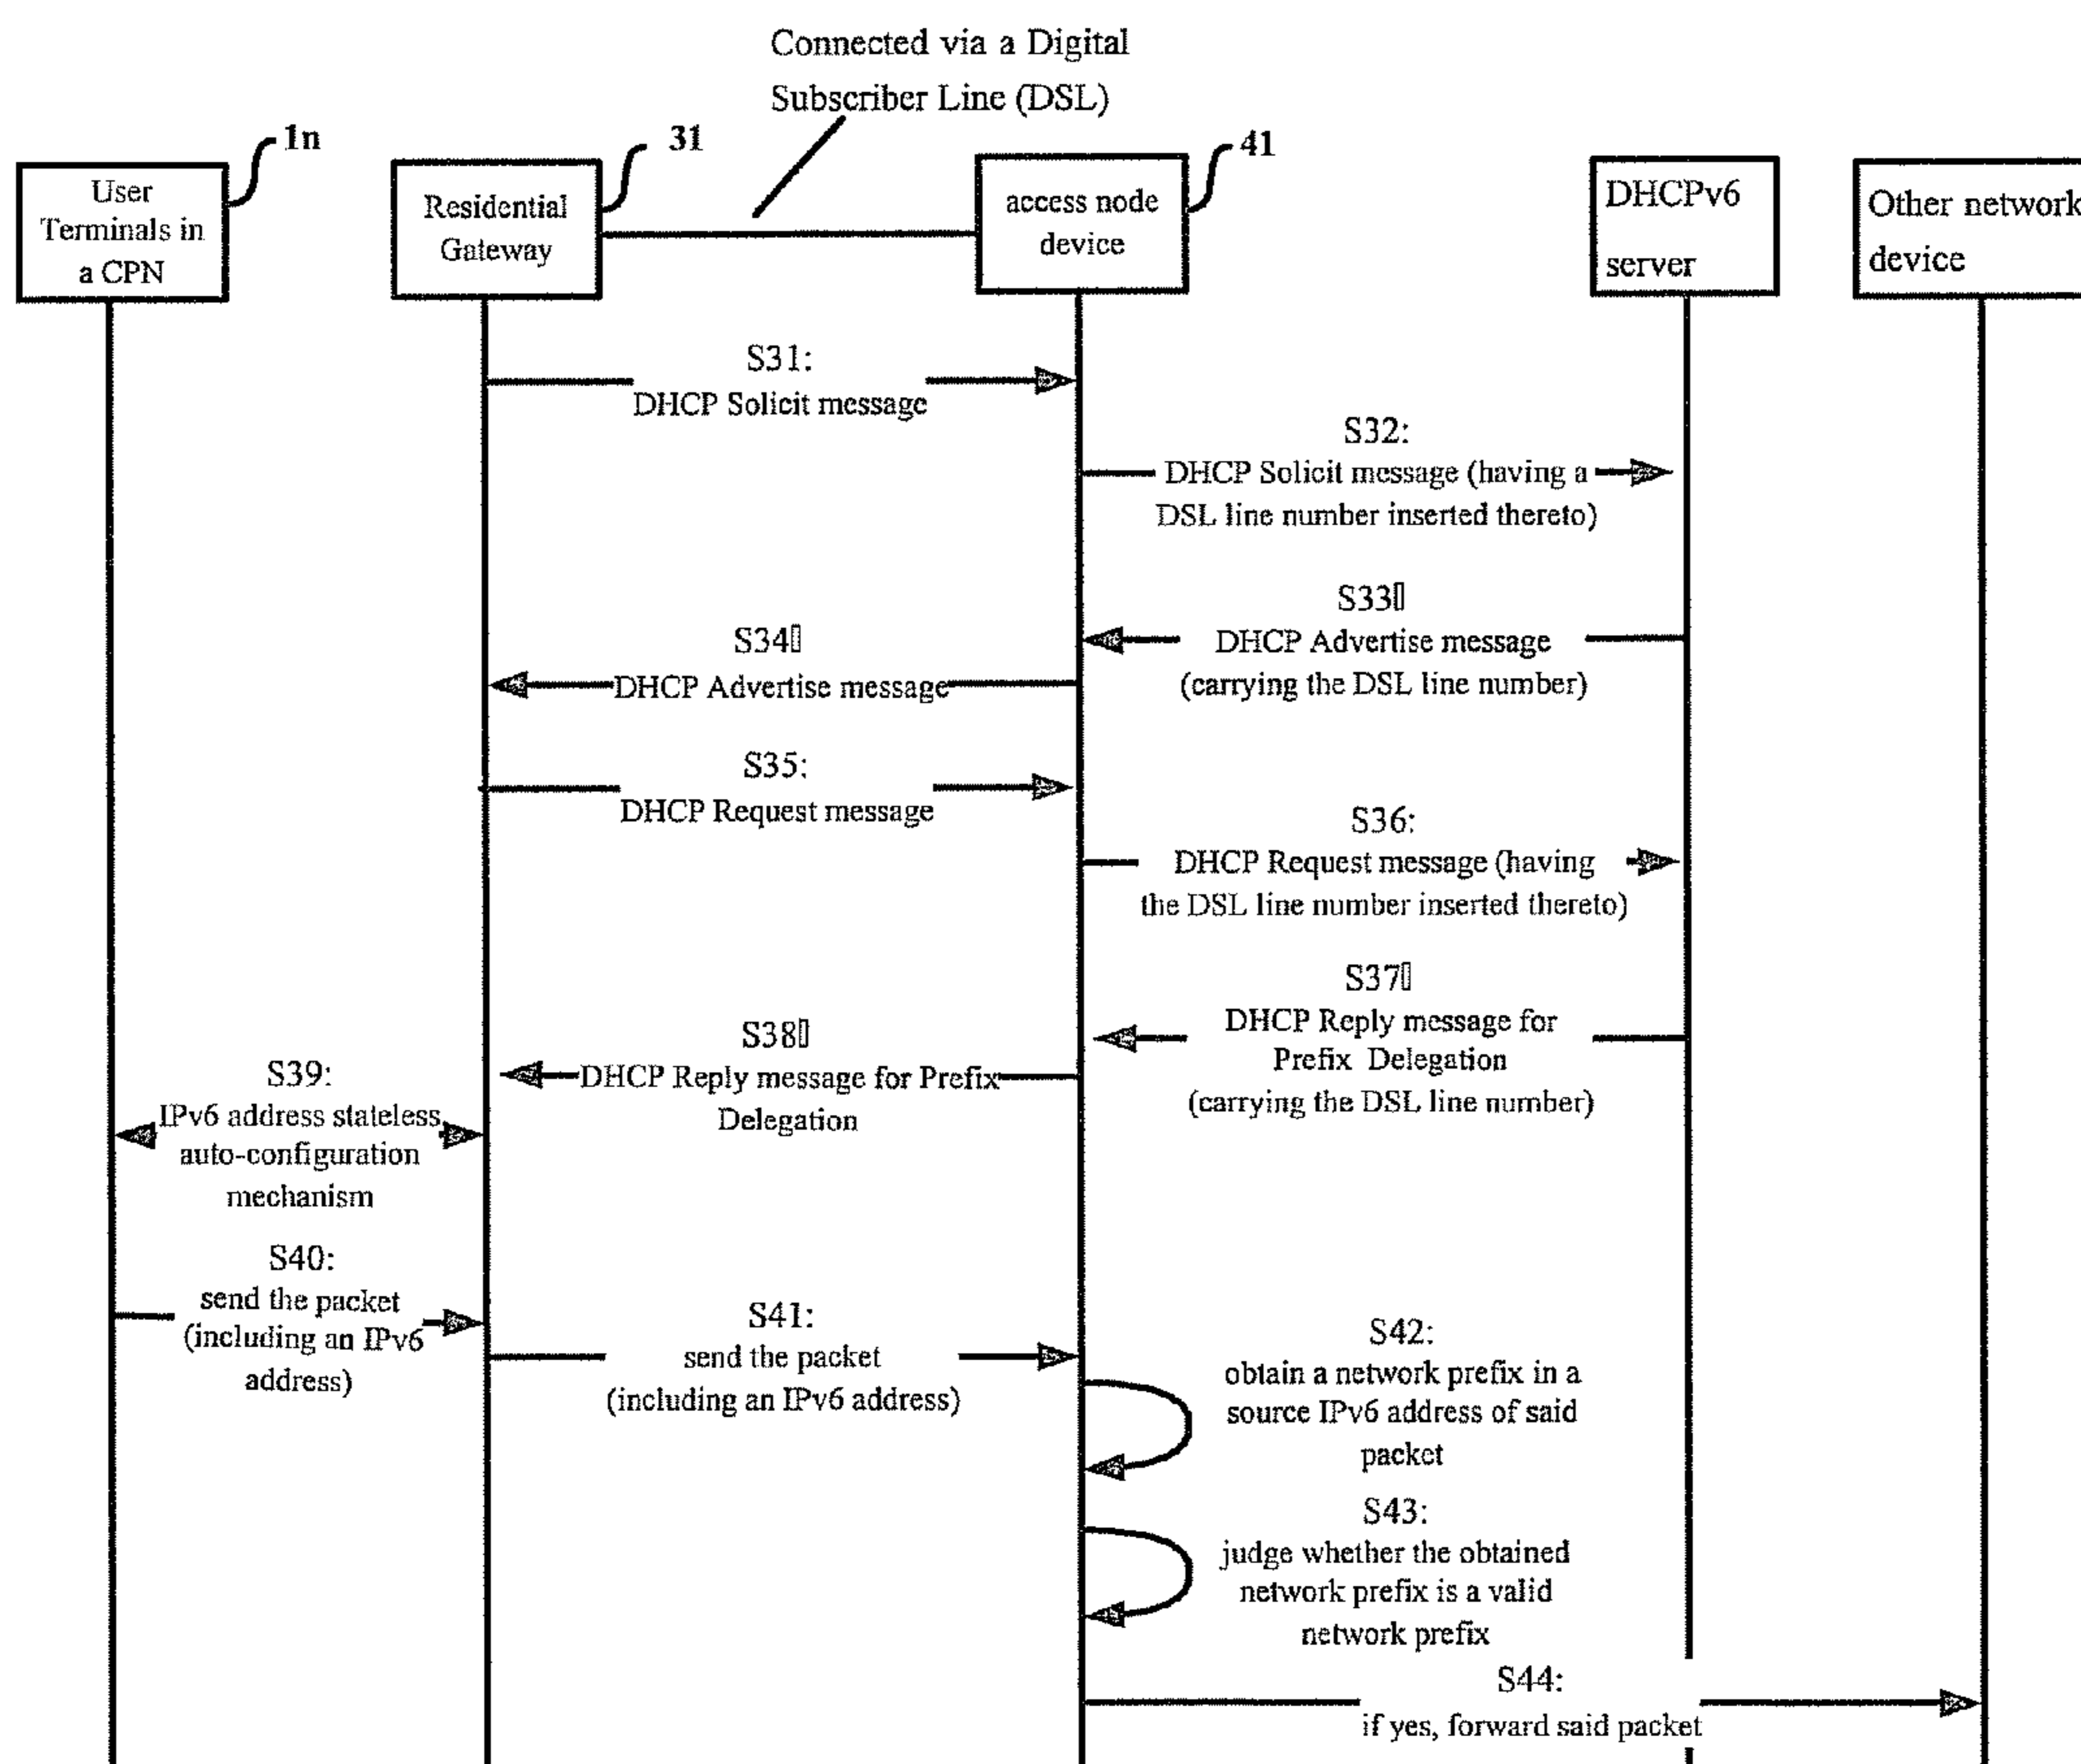 Connected via a Digital
Subscriber Line (DSL)
1n
31
41
User
Terminals in
a CPN
Residential
Gateway
access node
device
DHCPv6
server
Other network
device
S31:
DHCP Solicit message
S32:
DHCP Solicit message (having a
DSL line number inserted thereto)
S33
DHCP Advertise message
(carrying the DSL line number)
S34
DHCP Advertise message
S35:
DHCP Request message
S36:
DHCP Request message (having
the DSL line number inserted thereto)
S37
DHCP Reply message for
Prefix Delegation
(carrying the DSL line number)
S38
DHCP Reply message for Prefix
Delegation
S39:
IPv6 address stateless
auto-configuration
mechanism
S40:
send the packet
(including an IPv6
address)
S41:
send the packet
(including an IPv6 address)
S42:
obtain a network prefix in a
source IPv6 address of said
packet
S43:
judge whether the obtained
network prefix is a valid
network prefix
S44:
if yes, forward said packet